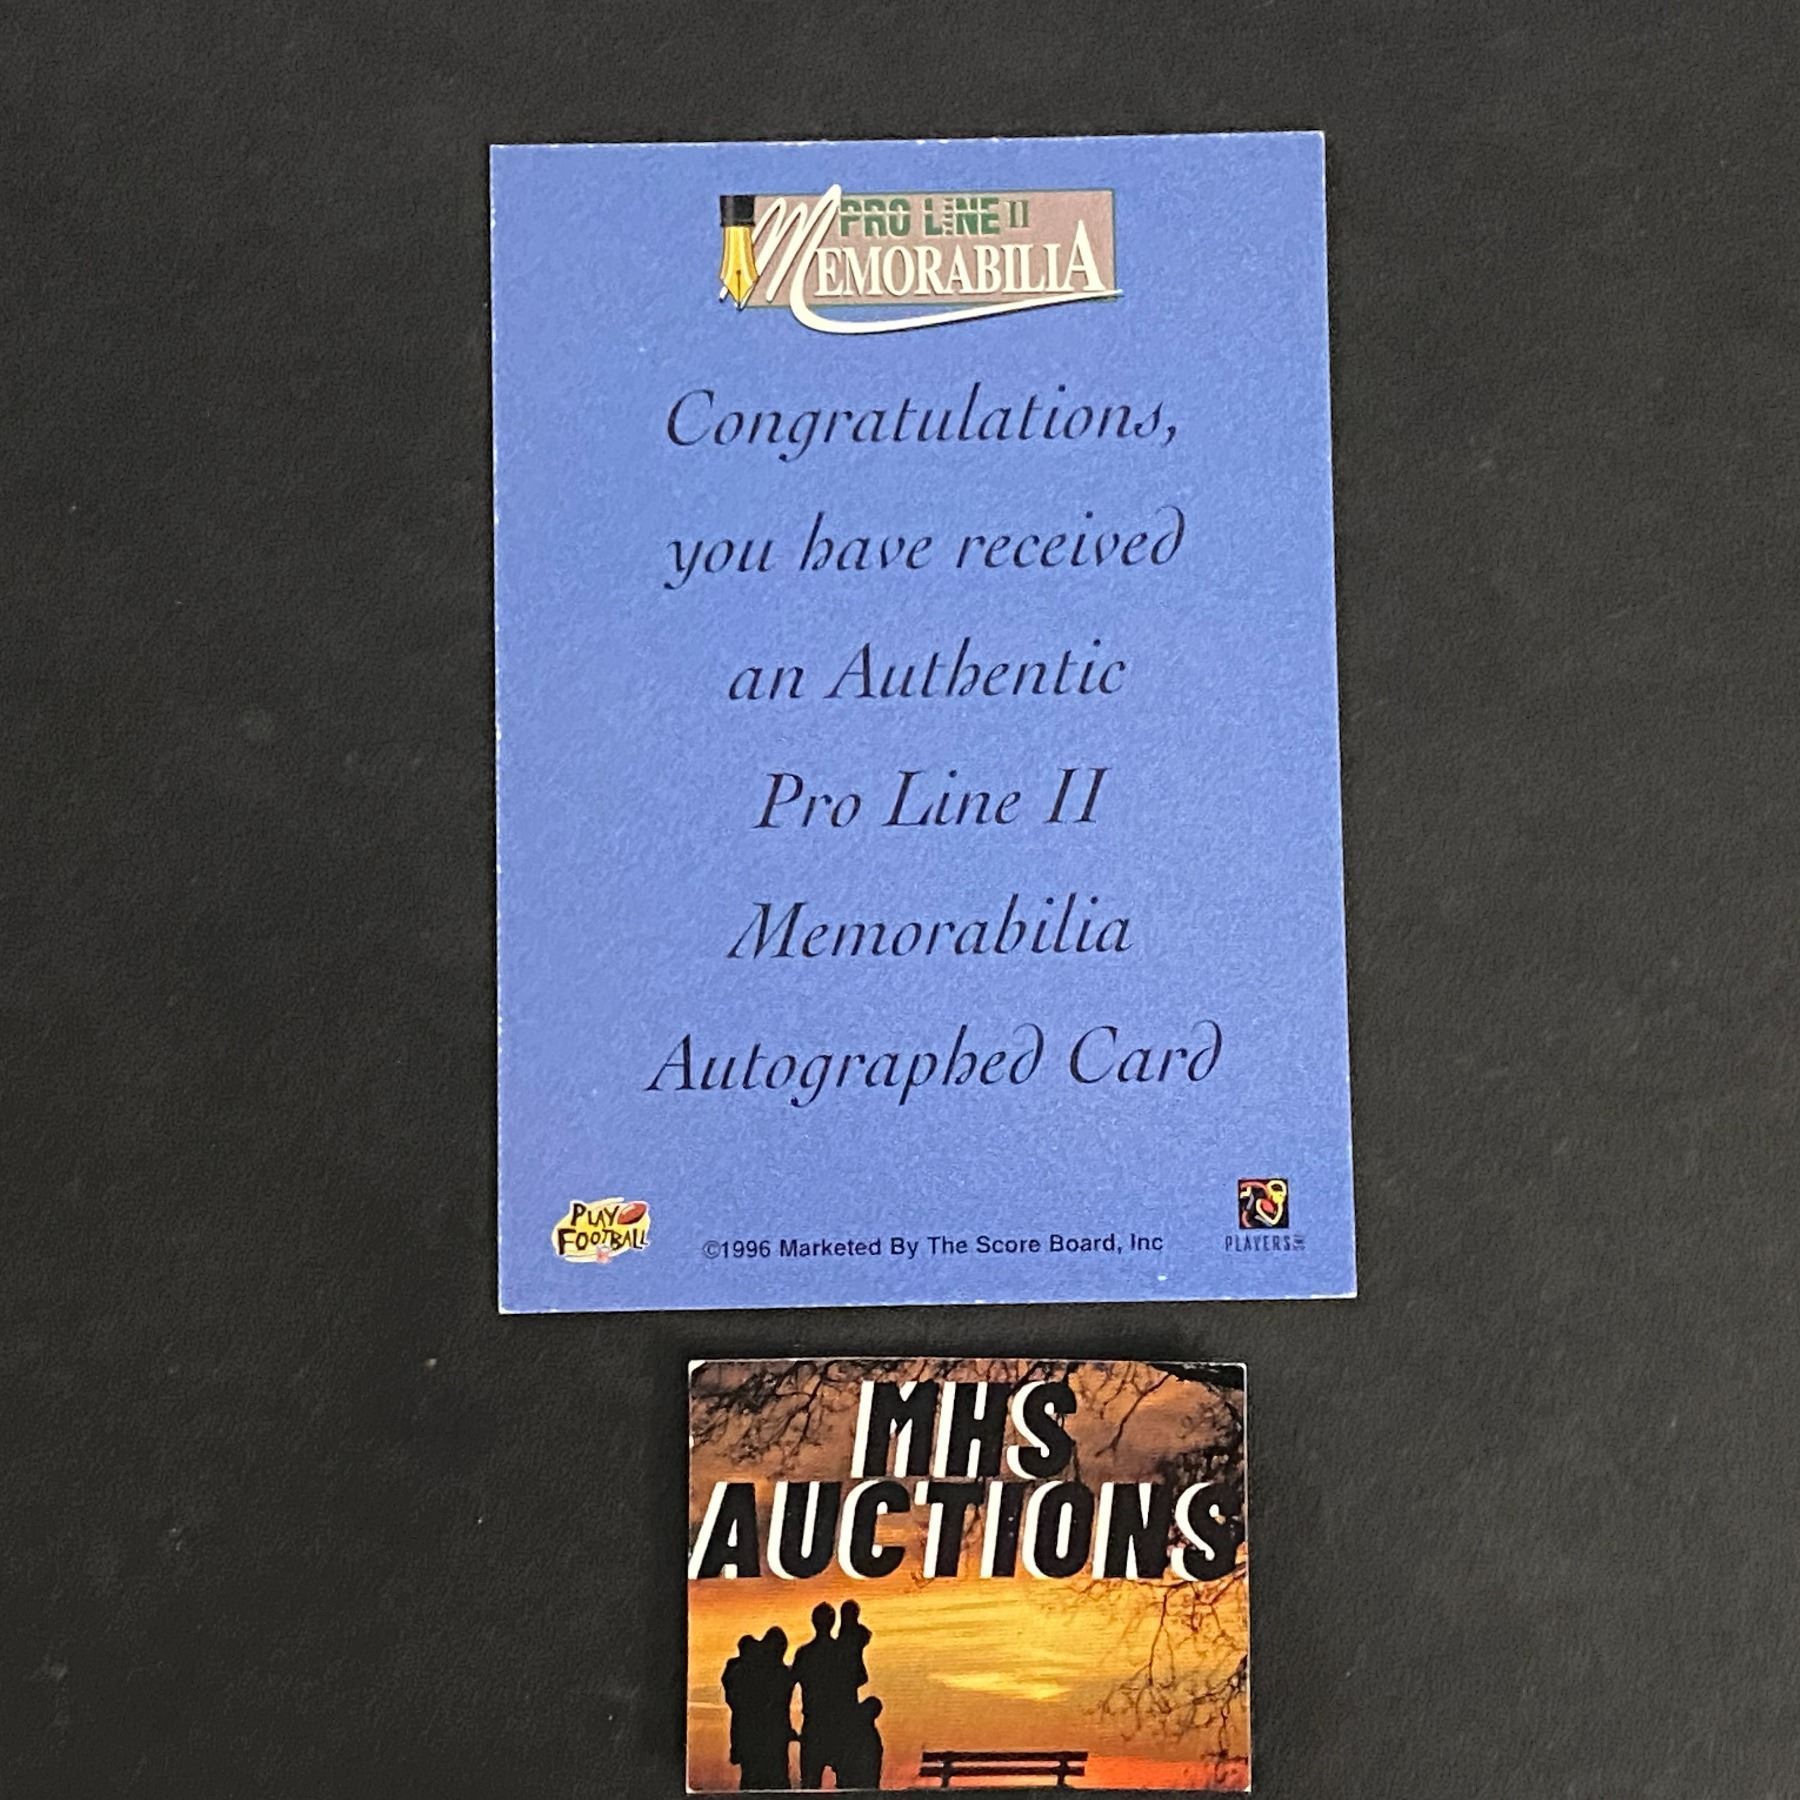 PRO LINE II
MEMORABILIA
Congratulations,
you have received
an Authentic
Pro Line II
Memorabilia
Autographed Card
PLAY
FOOTBALL
©1996 Marketed By The Score Board, Inc
PLAYERS
MHS
AUCTIONS